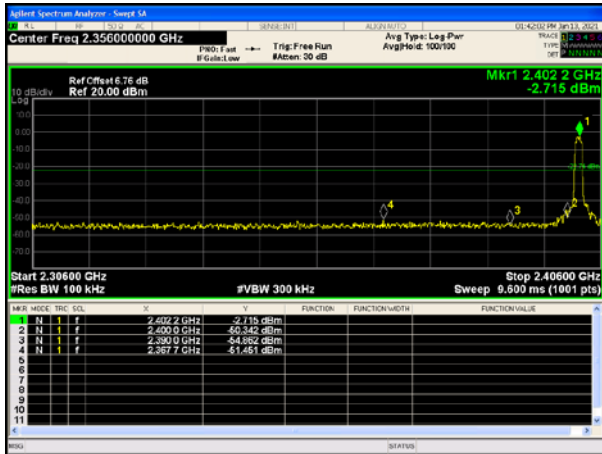 Agilent Spectrum Analyzer - Swept SA
RL RF 50 Ω AC SENSE:INT ALIGN AUTO 01:42:02 PM Jan 13, 2021
Center Freq 2.356000000 GHz Avg Type: Log-Pwr TRACE 1 2 3 4 5 6
PNO: Fast Trig: Free Run Avg|Hold: 100/100 TYPE M
IFGain:Low #Atten: 30 dB DET P N N N N N
Mkr1 2.402 2 GHz
Ref Offset 6.76 dB
10 dB/div Ref 20.00 dBm -2.715 dBm
Log
10.0
0.00
-10.0
-20.0
-30.0
-40.0
-50.0
-60.0
-70.0
1
4
3
2
Start 2.30600 GHz Stop 2.40600 GHz
#Res BW 100 kHz #VBW 300 kHz Sweep 9.600 ms (1001 pts)
MKR MODE TRC SCL X Y FUNCTION FUNCTION WIDTH FUNCTION VALUE
1 N 1 f 2.402 2 GHz -2.715 dBm
2 N 1 f 2.400 0 GHz -50.342 dBm
3 N 1 f 2.390 0 GHz -54.862 dBm
4 N 1 f 2.367 7 GHz -51.451 dBm
5
6
7
8
9
10
11
MSG STATUS